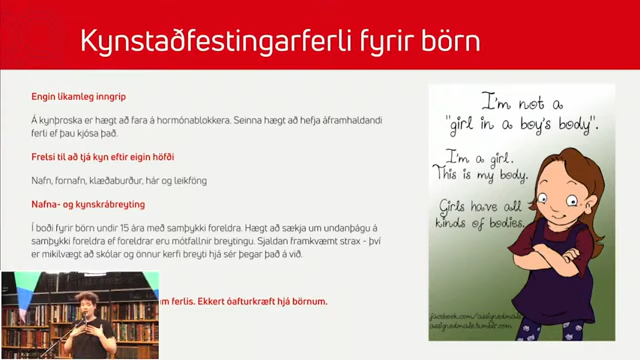 Kynstaðfestingarferli fyrir börn
Engin líkamleg inngrip
Á kynþroska er hægt að fara á hormónablokkera. Seinna hægt að hefja áframhaldandi
ferli ef þau kjósa það.
Frelsi til að tjá kyn eftir eigin höfði
Nafn, fornafn, klæðaburður, hár og leikföng
Nafna- og kynskrábreyting
Í boði fyrir börn undir 15 ára með samþykki foreldra. Hægt að sækja um undanþágu á
samþykki foreldra ef foreldrar eru mótfallnir breytingu. Sjaldan framkvæmt strax - því
er mikilvægt að skólar og önnur kerfi breyti hjá sér þegar það á við.
ferlis. Ekkert óafturkræft hjá börnum.
I'm not a
"girl in a boy's body".
I'm a girl.
This is my body.
Girls have all
kinds of bodies.
facebook.com/assignedmale
assignedmale.tumblr.com